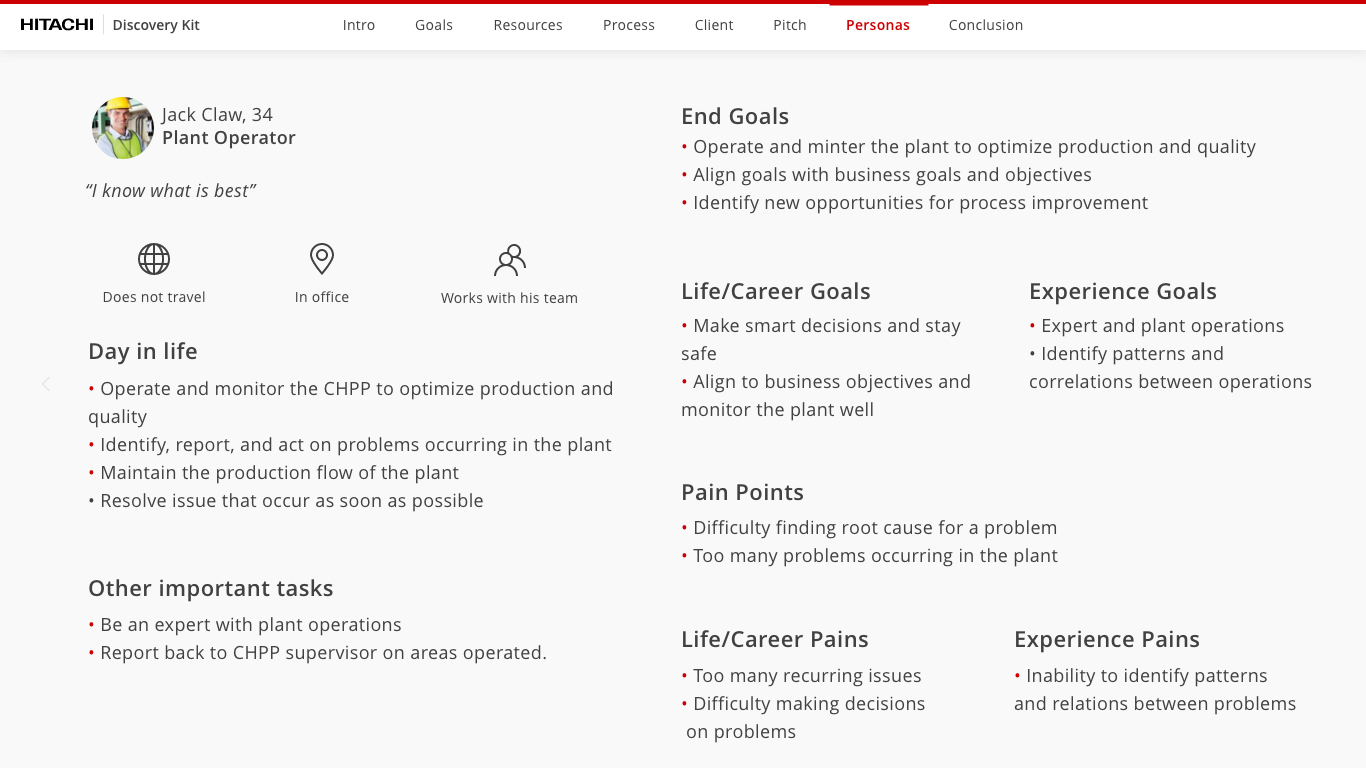 HITACHI Discovery Kit Intro Goals Resources Process Client Pitch Personas Conclusion
Jack Claw, 34
Plant Operator
“I know what is best”
Does not travel
In office
Works with his team
Day in life
• Operate and monitor the CHPP to optimize production and
quality
• Identify, report, and act on problems occurring in the plant
• Maintain the production flow of the plant
• Resolve issue that occur as soon as possible
Other important tasks
• Be an expert with plant operations
• Report back to CHPP supervisor on areas operated.
End Goals
• Operate and minter the plant to optimize production and quality
• Align goals with business goals and objectives
• Identify new opportunities for process improvement
Life/Career Goals
• Make smart decisions and stay
safe
• Align to business objectives and
monitor the plant well
Experience Goals
• Expert and plant operations
• Identify patterns and
correlations between operations
Pain Points
• Difficulty finding root cause for a problem
• Too many problems occurring in the plant
Life/Career Pains
• Too many recurring issues
• Difficulty making decisions
on problems
Experience Pains
• Inability to identify patterns
and relations between problems